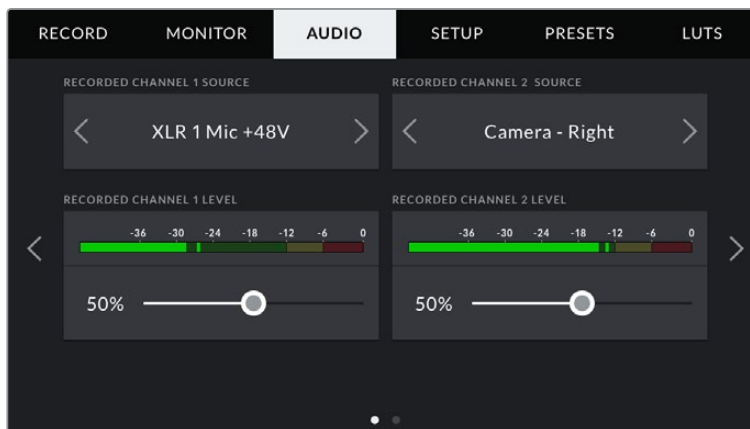 RECORD MONITOR AUDIO SETUP PRESETS LUTS
RECORDED CHANNEL 1 SOURCE RECORDED CHANNEL 2 SOURCE
XLR 1 Mic +48V Camera - Right
RECORDED CHANNEL 1 LEVEL RECORDED CHANNEL 2 LEVEL
-36 -30 -24 -18 -12 -6 0 -36 -30 -24 -18 -12 -6 0
50% 50%